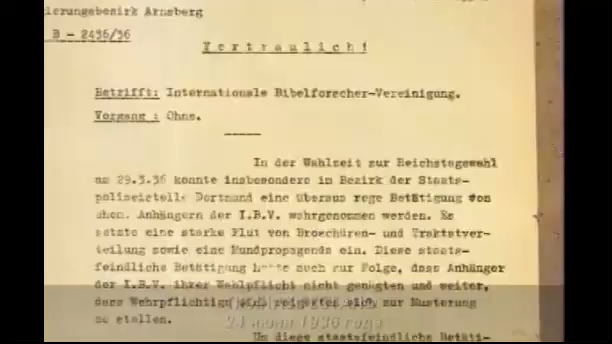 gierungsbezirk Arnsberg
B - 2436/36
Vertraulich!
Betrifft: Internationale Bibelforscher-Vereinigung.
Vorgang : Ohne.
In der Wahlzeit zur Reichstagswahl
am 29.3.36 konnte insbesondere im Bezirk der Staats-
polizeistelle Dortmund eine überaus rege Betätigung von
ehem. Anhängern der I.B.V. wahrgenommen werden. Es
setzte eine starke Flut von Broschüren- und Traktatver-
teilung sowie eine Mundpropaganda ein. Diese staats-
feindliche Betätigung hatte auch zur Folge, dass Anhänger
der I.B.V. ihrer Wahlpflicht nicht genügten und weiter,
dass Wehrpflichtige sich zur Musterung
zu stellen.
24 1936 года
Um diese staatsfeindliche Betäti-